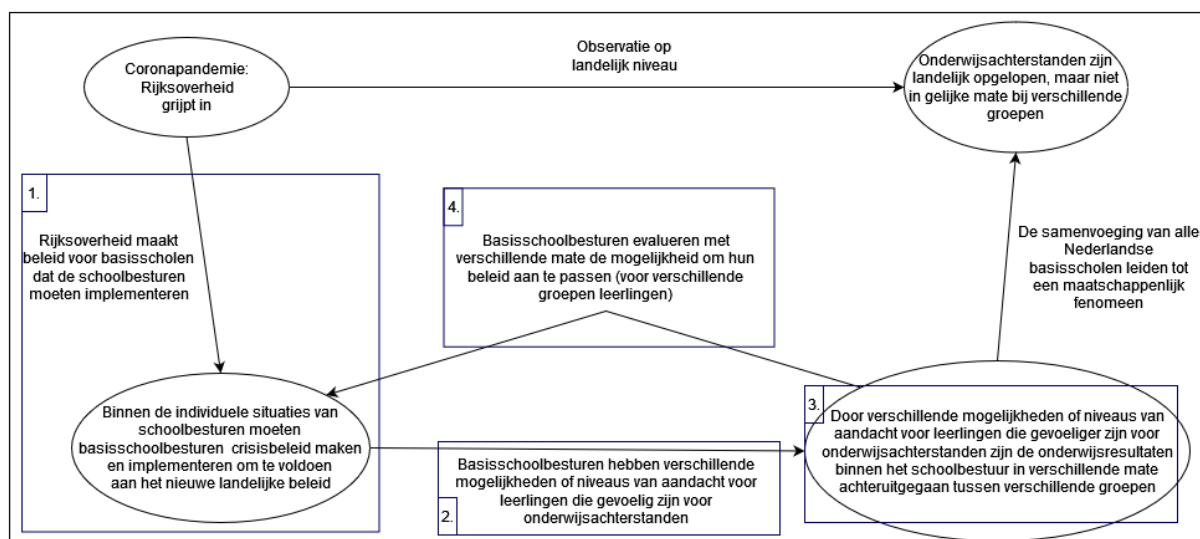 Coronapandemie:
Rijksoverheid
grijpt in
Observatie op
landelijk niveau
Onderwijsachterstanden zijn
landelijk opgelopen, maar niet
in gelijke mate bij verschillende
groepen
1.
Rijksoverheid maakt
beleid voor basisscholen
dat de schoolbesturen
moeten implementeren
4.
Basisschoolbesturen evalueren met
verschillende mate de mogelijkheid om hun
beleid aan te passen (voor verschillende
groepen leerlingen)
De samenvoeging van alle
Nederlandse
basisscholen leiden tot
een maatschappenlijk
fenomeen
Binnen de individuele situaties van
schoolbesturen moeten
basisschoolbesturen crisisbeleid maken
en implementeren om te voldoen
aan het nieuwe landelijke beleid
Basisschoolbesturen hebben verschillende
mogelijkheden of niveaus van aandacht voor
leerlingen die gevoelig zijn voor
onderwijsachterstanden
2.
3.
Door verschillende mogelijkheden of niveaus van
aandacht voor leerlingen die gevoeliger zijn voor
onderwijsachterstanden zijn de onderwijsresultaten
binnen het schoolbestuur in verschillende mate
achteruitgegaan tussen verschillende groepen